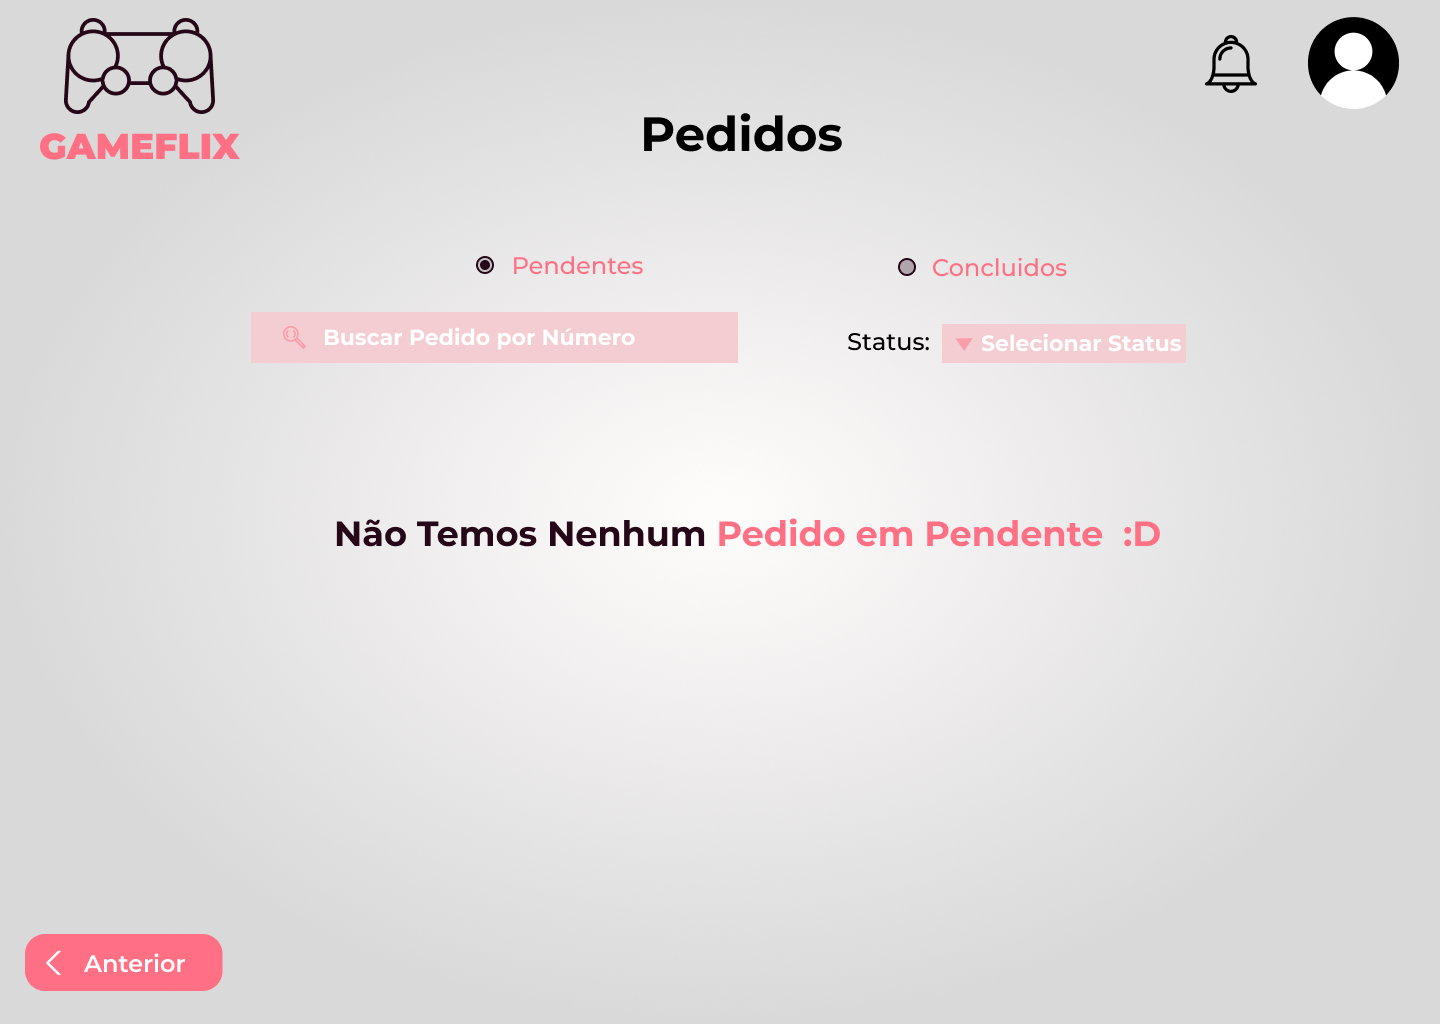 GAMEFLIX
Pedidos
Pendentes
Concluidos
Buscar Pedido por Número
Status:
Selecionar Status
Não Temos Nenhum Pedido em Pendente :D
Anterior